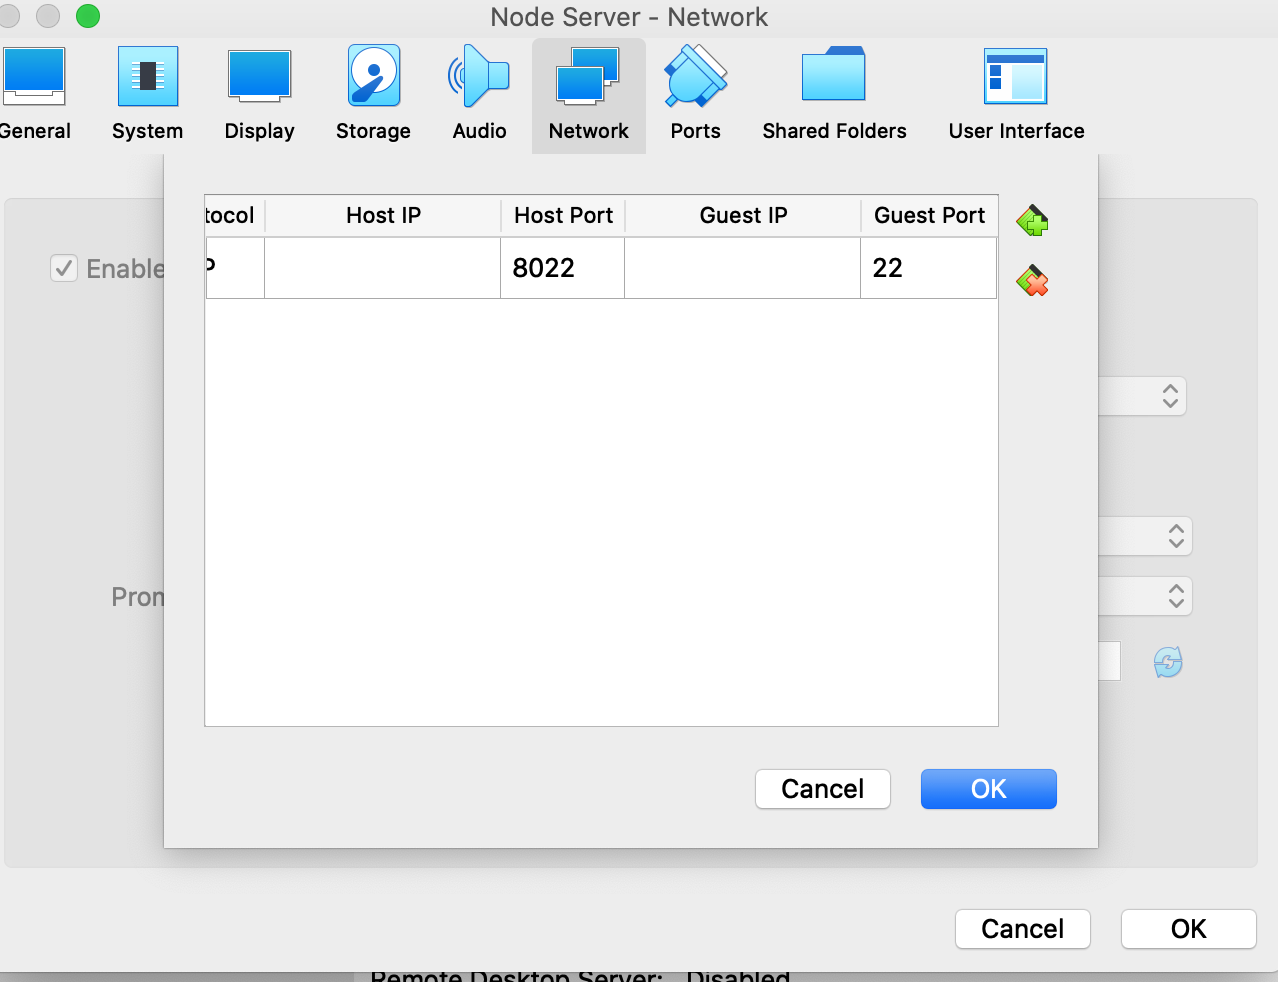 Node Server - Network
General System Display Storage Audio Network Ports Shared Folders User Interface
tocol Host IP Host Port Guest IP Guest Port
P 8022 22
Enable
Pron
Cancel OK
Cancel OK
Remote Desktop Server: Disabled